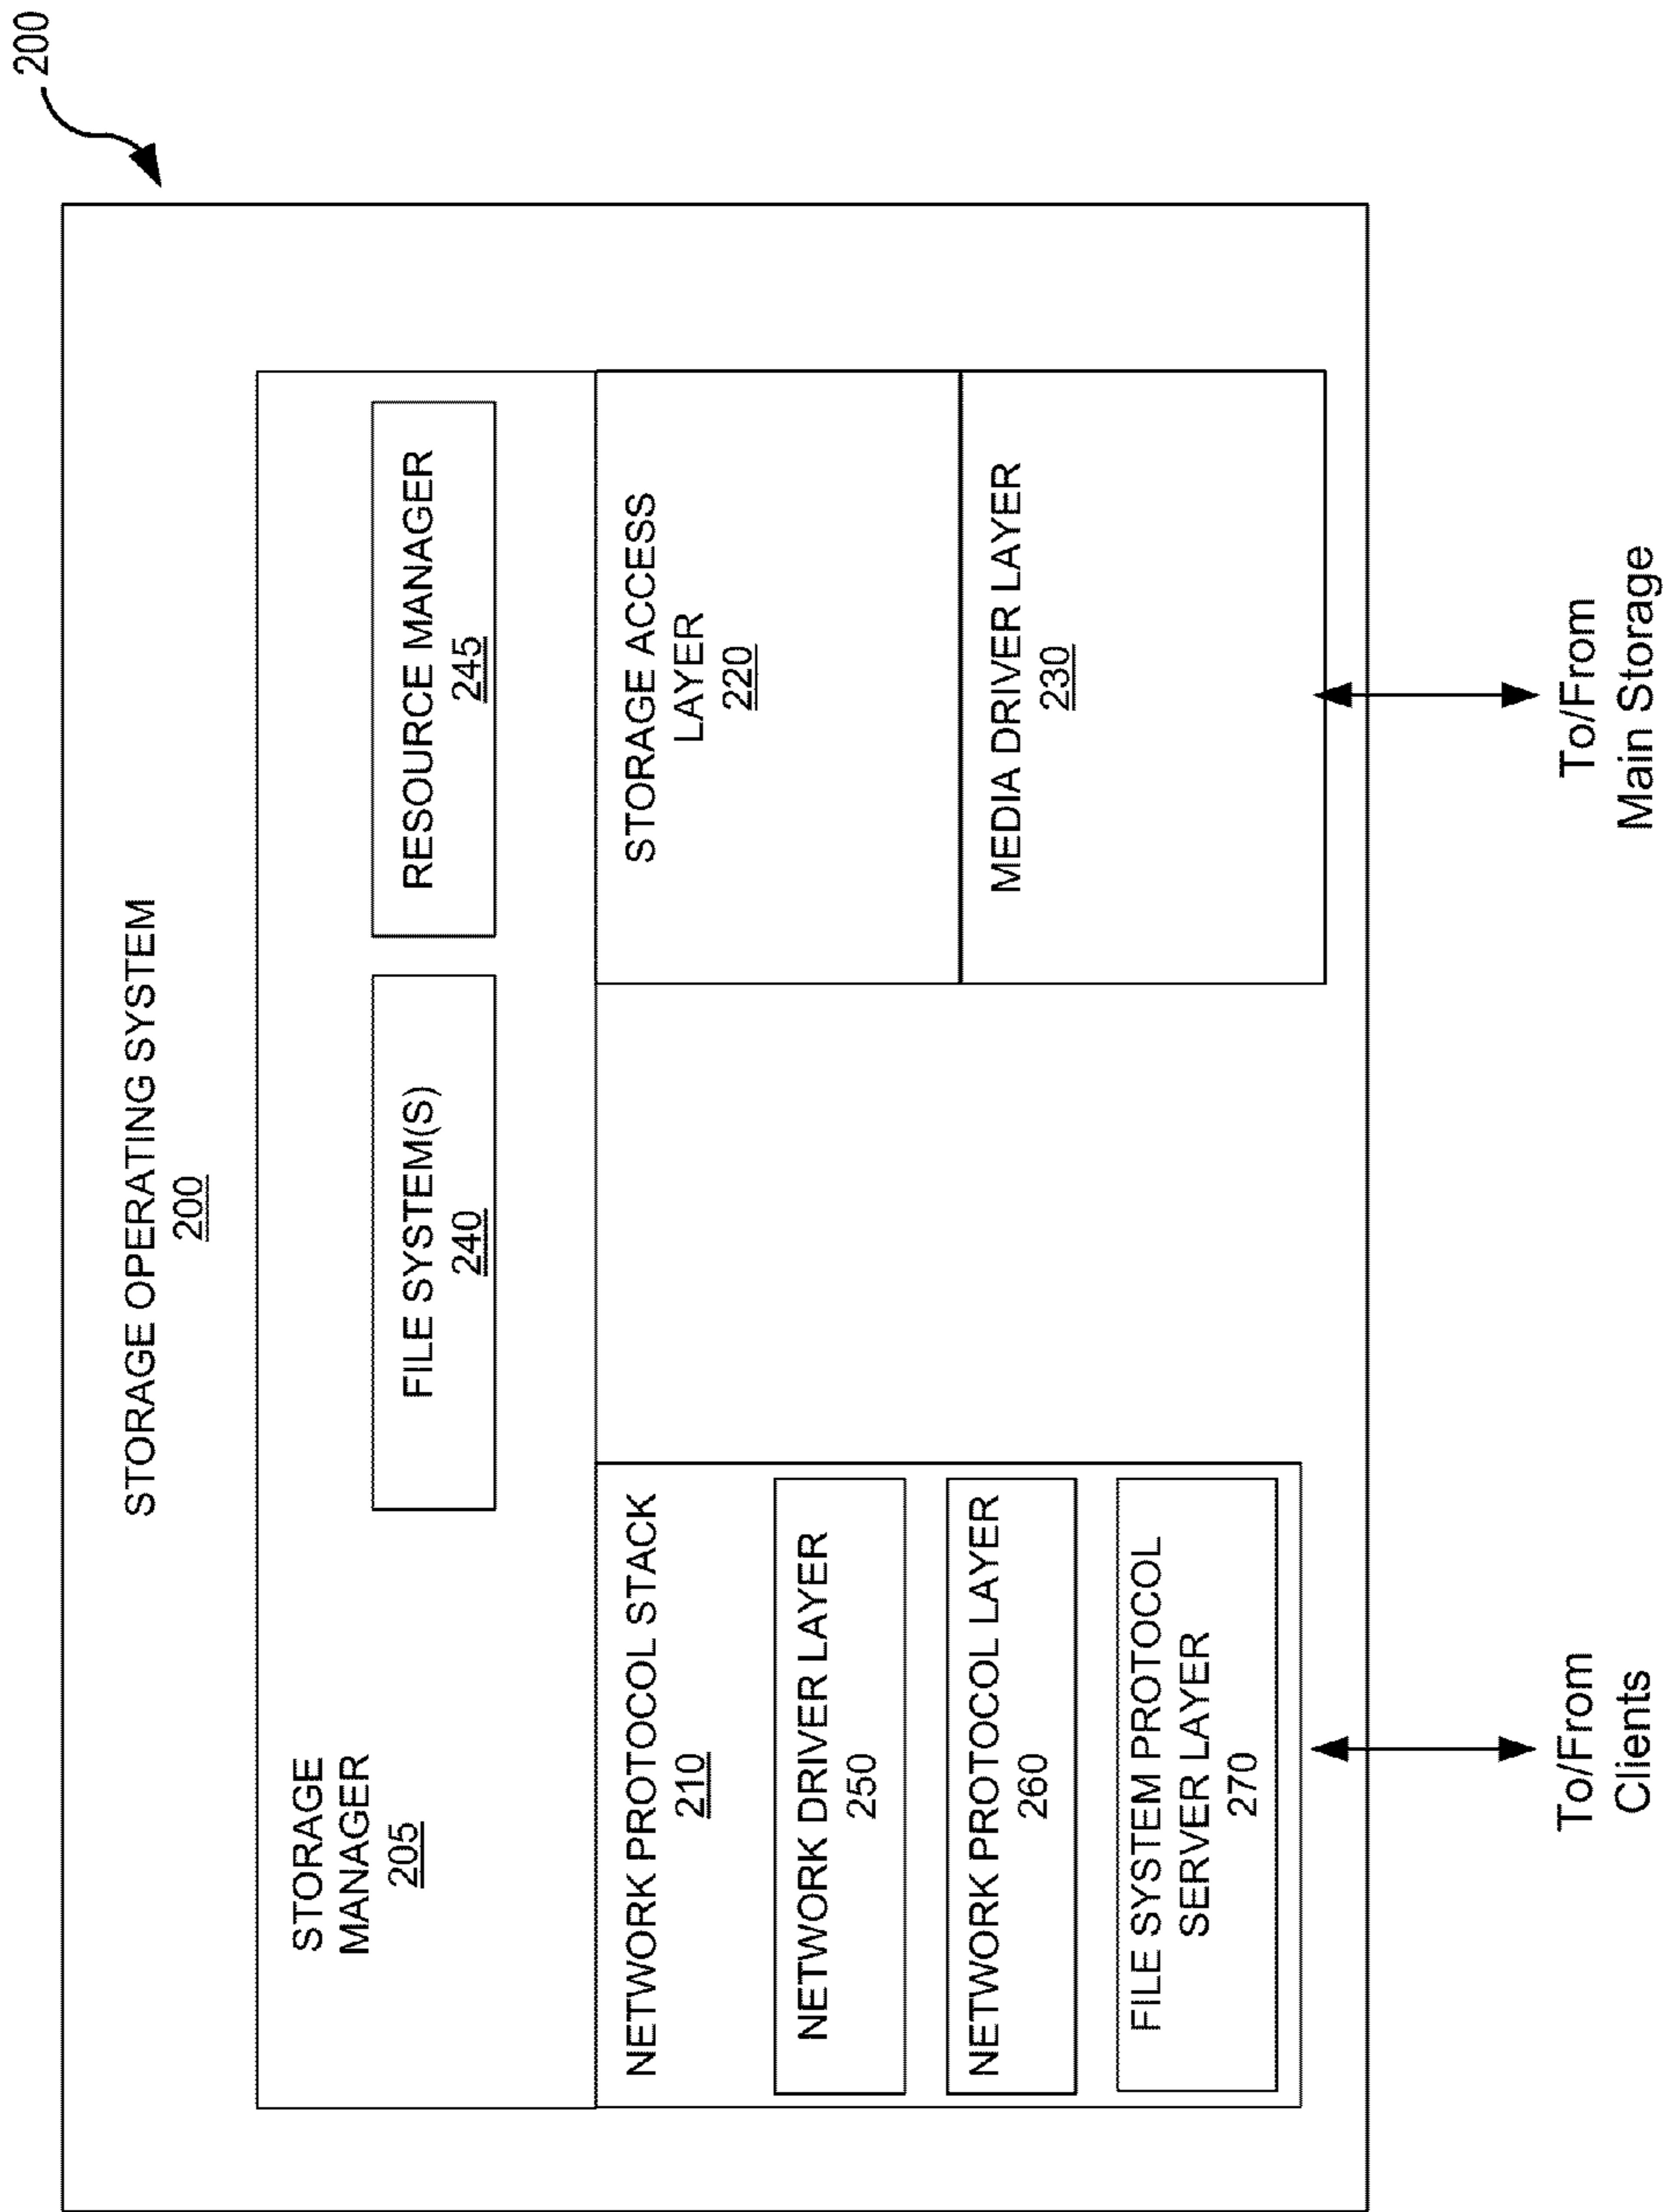 200
STORAGE OPERATING SYSTEM
200
STORAGE
MANAGER
205
FILE SYSTEM(S)
240
RESOURCE MANAGER
245
NETWORK PROTOCOL STACK
210
NETWORK DRIVER LAYER
250
NETWORK PROTOCOL LAYER
260
FILE SYSTEM PROTOCOL
SERVER LAYER
270
STORAGE ACCESS
LAYER
220
MEDIA DRIVER LAYER
230
To/From
Clients
To/From
Main Storage